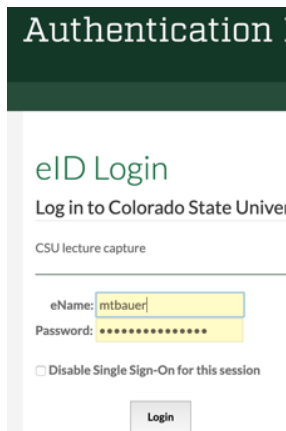 Authentication
eID Login
Log in to Colorado State Univer
CSU lecture capture
eName: mtbauer
Password: •••••••••••••••
Disable Single Sign-On for this session
Login